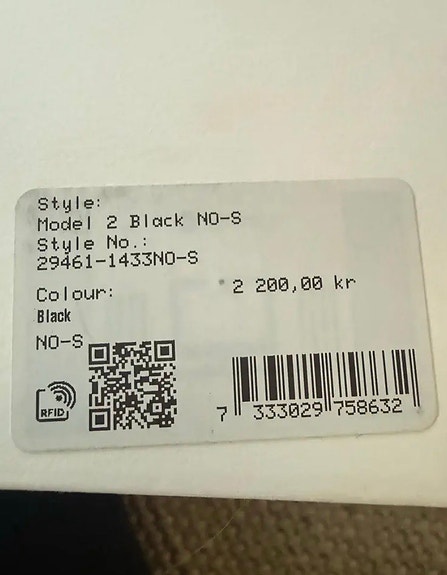 Style:
Model 2 Black NO-S
Style No.:
29461-1433NO-S
Colour:
2 200,00 kr
Black
NO-S
RFID
7 333029 758632